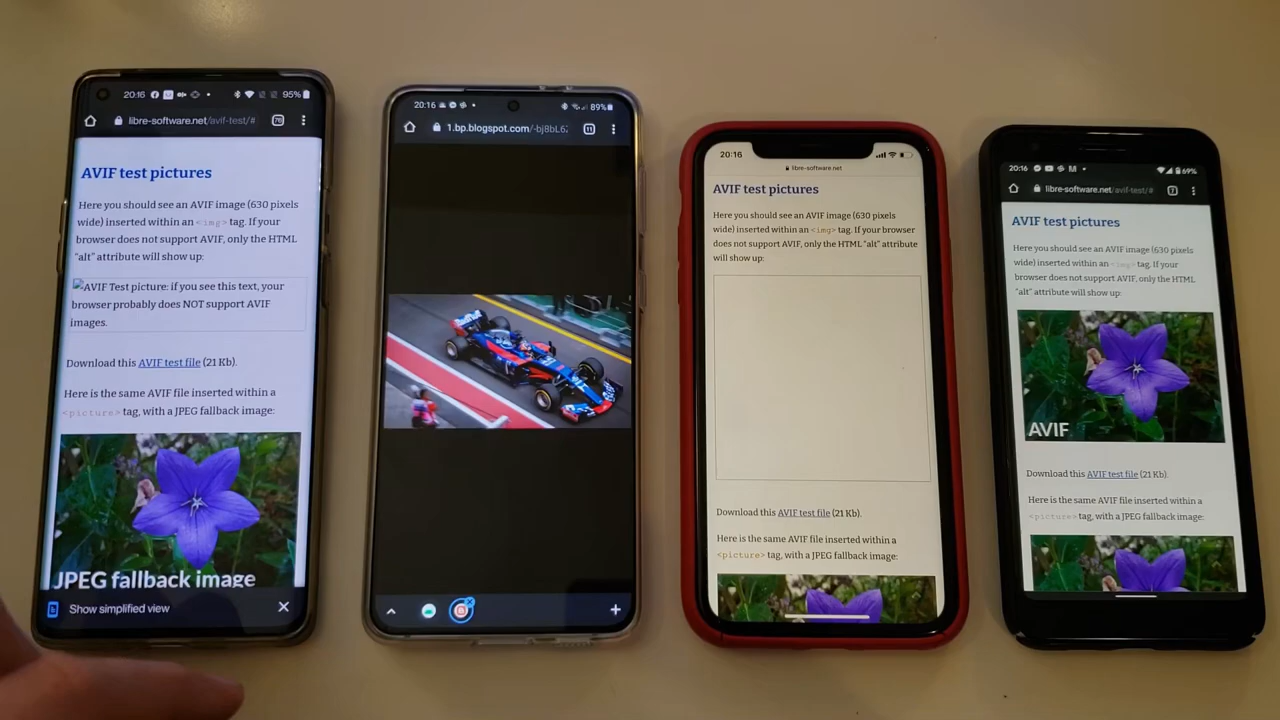 20:16
95%
libre-software.net/avif-test/#
76
AVIF test pictures
Here you should see an AVIF image (630 pixels
wide) inserted within an <img> tag. If your
browser does not support AVIF, only the HTML
"alt" attribute will show up:
AVIF Test picture: if you see this text, your
browser probably does NOT support AVIF
images.
Download this AVIF test file (21 Kb).
Here is the same AVIF file inserted within a
<picture> tag, with a JPEG fallback image:
JPEG fallback image
Show simplified view
20:16
89%
1.bp.blogspot.com/-bj8bL6
11
20:16
libre-software.net
AVIF test pictures
Here you should see an AVIF image (630 pixels
wide) inserted within an <img> tag. If your
browser does not support AVIF, only the HTML
"alt" attribute will show up:
Download this AVIF test file (21 Kb).
Here is the same AVIF file inserted within a
<picture> tag, with a JPEG fallback image:
20:16
69%
libre-software.net/avif-test/#
7
AVIF test pictures
Here you should see an AVIF image (630 pixels
wide) inserted within an <img> tag. If your
browser does not support AVIF, only the HTML
"alt" attribute will show up:
AVIF
Download this AVIF test file (21 Kb).
Here is the same AVIF file inserted within a
<picture> tag, with a JPEG fallback image: